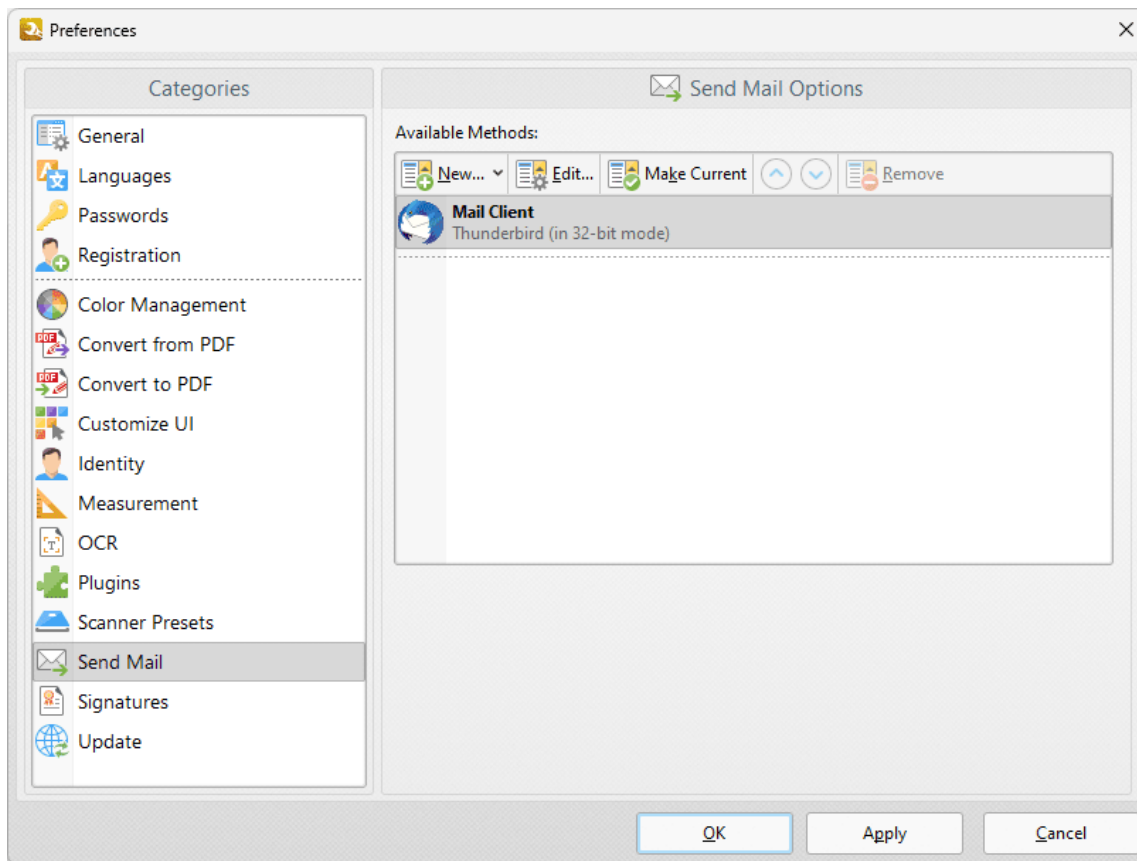 Preferences
Categories
General
Languages
Passwords
Registration
Color Management
Convert from PDF
Convert to PDF
Customize UI
Identity
Measurement
OCR
Plugins
Scanner Presets
Send Mail
Signatures
Update
Send Mail Options
Available Methods:
New... Edit... Make Current Remove
Mail Client
Thunderbird (in 32-bit mode)
OK Apply Cancel